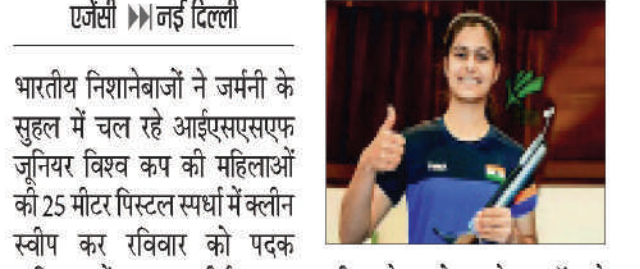 एजेंसी ▶▶| नई दिल्ली
भारतीय निशानेबाजों ने जर्मनी के
सुहल में चल रहे आईएसएसएफ
जूनियर विश्व कप की महिलाओं
की 25 मीटर पिस्टल स्पर्धा में क्लीन
स्वीप कर रविवार को पदक